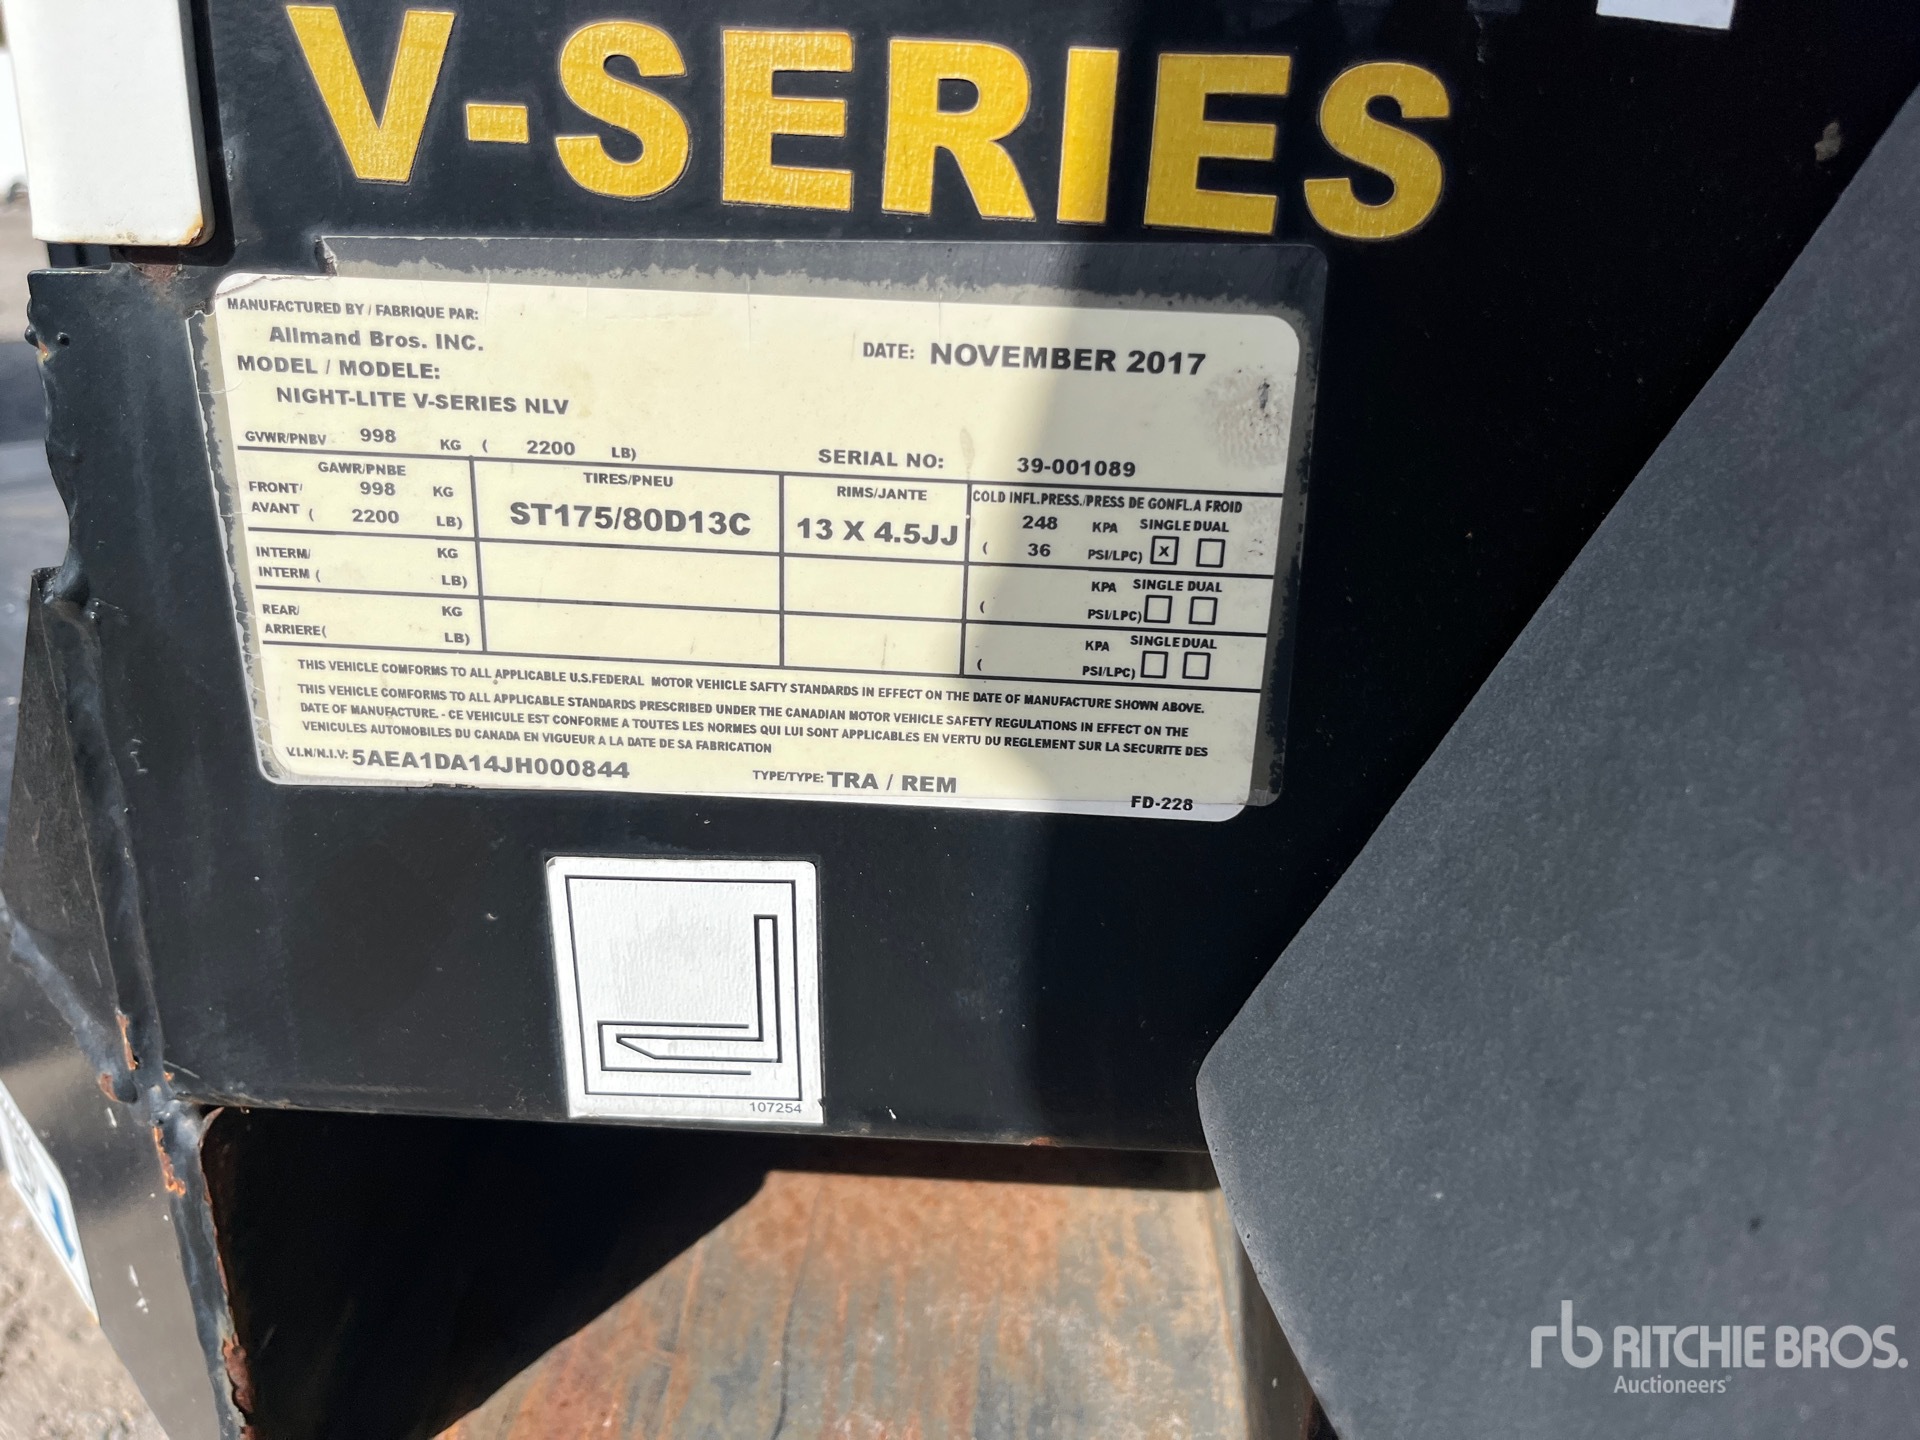 V-SERIES
MANUFACTURED BY / FABRIQUE PAR:
Allmand Bros. INC.
DATE: NOVEMBER 2017
MODEL / MODELE:
NIGHT-LITE V-SERIES NLV
GVWR/PNBV 998 KG ( 2200 LB) SERIAL NO: 39-001089
GAWR/PNBE TIRES/PNEU RIMS/JANTE COLD INFL.PRESS./PRESS DE GONFL.A FROID
FRONT/ 998 KG ST175/80D13C 13 X 4.5JJ 248 KPA SINGLE DUAL
AVANT ( 2200 LB) ( 36 PSI/LPC) X
INTERM/ KG KPA SINGLE DUAL
INTERM ( LB) ( PSI/LPC)
REAR/ KG KPA SINGLE DUAL
ARRIERE( LB) ( PSI/LPC)
THIS VEHICLE COMFORMS TO ALL APPLICABLE U.S.FEDERAL MOTOR VEHICLE SAFTY STANDARDS IN EFFECT ON THE DATE OF MANUFACTURE SHOWN ABOVE.
THIS VEHICLE COMFORMS TO ALL APPLICABLE STANDARDS PRESCRIBED UNDER THE CANADIAN MOTOR VEHICLE SAFETY REGULATIONS IN EFFECT ON THE
DATE OF MANUFACTURE. - CE VEHICULE EST CONFORME A TOUTES LES NORMES QUI LUI SONT APPLICABLES EN VERTU DU REGLEMENT SUR LA SECURITE DES
VENICULES AUTOMOBILES DU CANADA EN VIGUEUR A LA DATE DE SA FABRICATION
V.I.N/N.I.V: 5AEA1DA14JH000844 TYPE/TYPE: TRA / REM
FD-228
107254
rb RITCHIE BROS.
Auctioneers